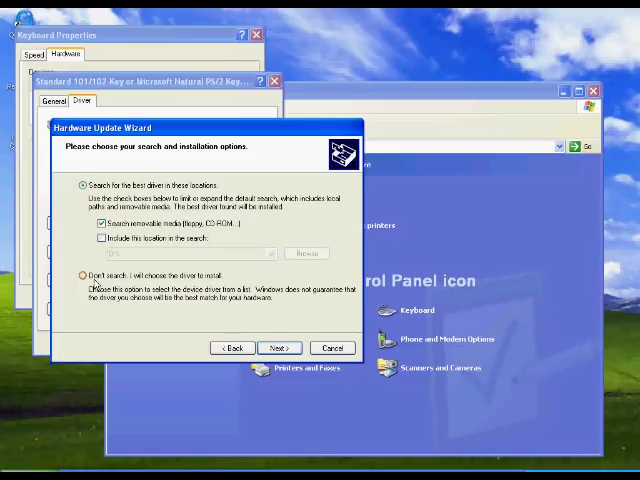 Keyboard Properties
Speed
Hardware
Standard 101/102-Key or Microsoft Natural PS/2 Key...
General
Driver
Hardware Update Wizard
Please choose your search and installation options.
Search for the best driver in these locations.
Use the check boxes below to limit or expand the default search, which includes local
paths and removable media. The best driver found will be installed.
Search removable media (floppy, CD-ROM...)
Include this location in the search:
D:\
Browse
Don't search. I will choose the driver to install.
Choose this option to select the device driver from a list. Windows does not guarantee that
the driver you choose will be the best match for your hardware.
< Back
Next >
Cancel
Go
printing
rol Panel icon
Keyboard
Phone and Modem Options
Printers and Faxes
Scanners and Cameras